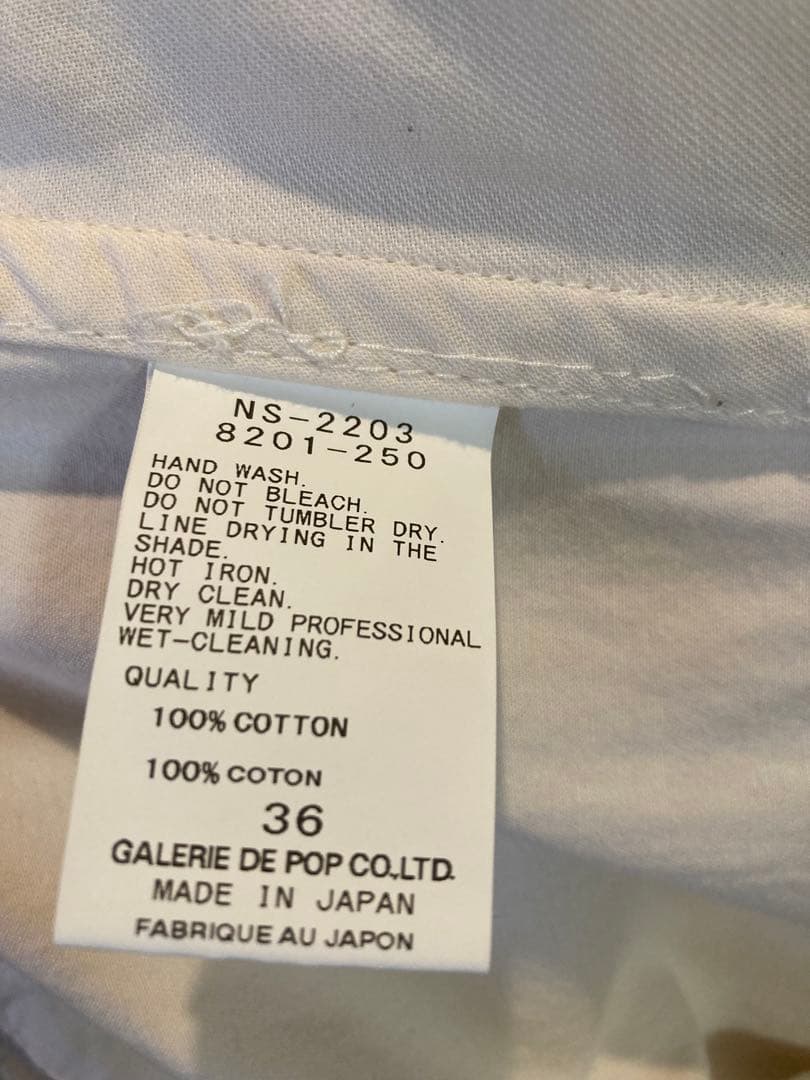 NS-2203
8201-250
HAND WASH.
DO NOT BLEACH.
DO NOT TUMBLER DRY.
LINE DRYING IN THE
SHADE.
HOT IRON.
DRY CLEAN.
VERY MILD PROFESSIONAL
WET-CLEANING.
QUALITY
100% COTTON
100% COTON
36
GALERIE DE POP CO.,LTD.
MADE IN JAPAN
FABRIQUE AU JAPON